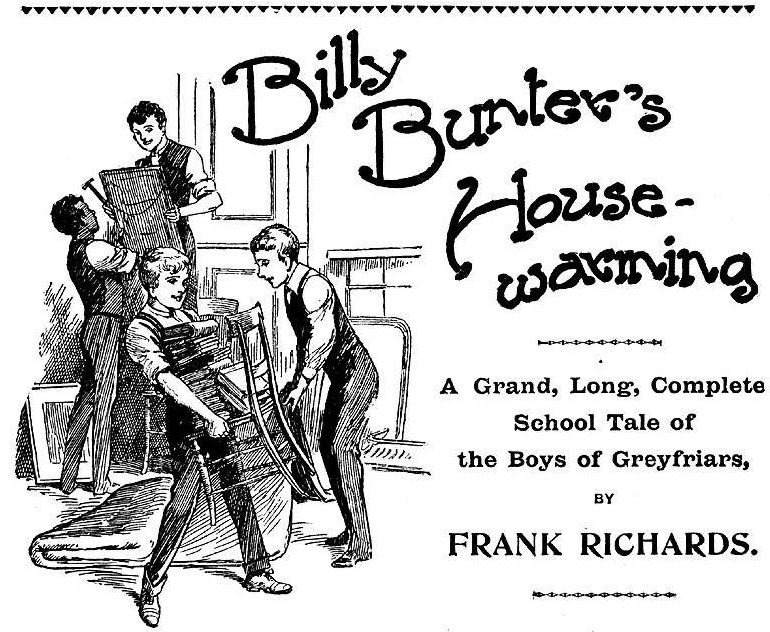 Billy
Bunter's
House-
warming
A Grand, Long, Complete
School Tale of
the Boys of Greyfriars,
BY
FRANK RICHARDS.